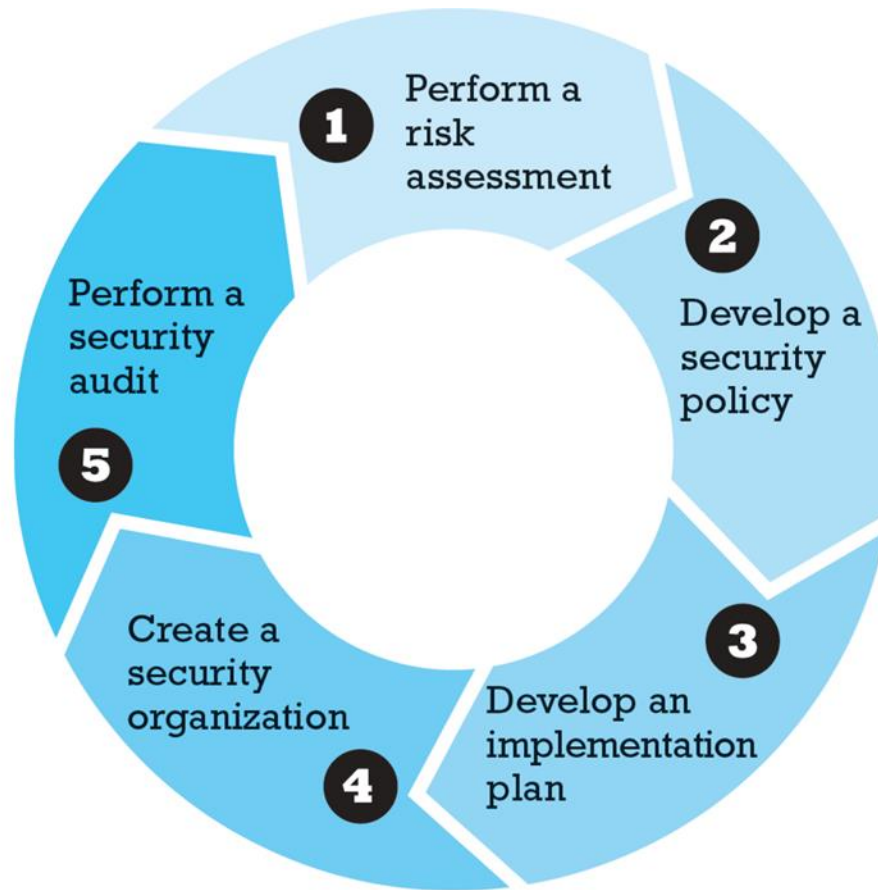 1
Perform a
risk
assessment
2
Develop a
security
policy
3
Develop an
implementation
plan
4
Create a
security
organization
5
Perform a
security
audit